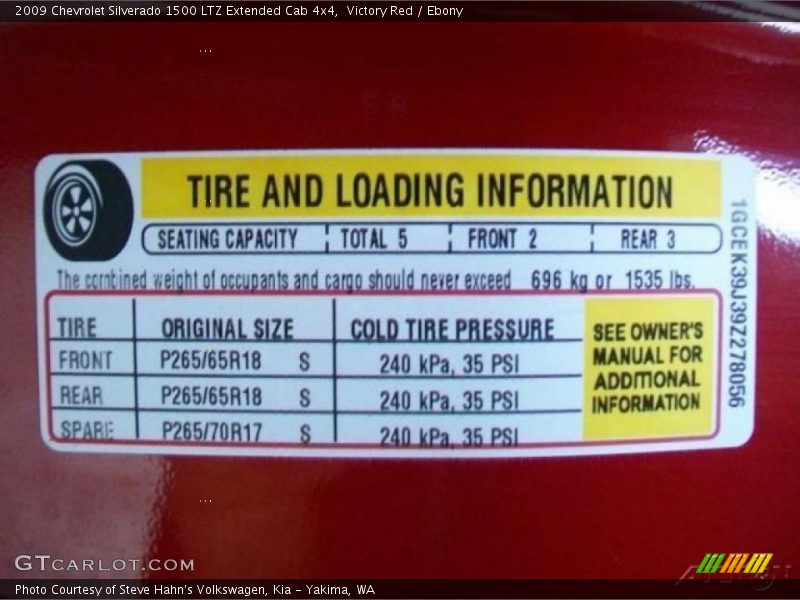 2009 Chevrolet Silverado 1500 LTZ Extended Cab 4x4, Victory Red / Ebony
TIRE AND LOADING INFORMATION
SEATING CAPACITY TOTAL 5 FRONT 2 REAR 3
The combined weight of occupants and cargo should never exceed 696 kg or 1535 lbs.
TIRE ORIGINAL SIZE COLD TIRE PRESSURE
FRONT P265/65R18 S 240 kPa, 35 PSI
REAR P265/65R18 S 240 kPa, 35 PSI
SPARE P265/70R17 S 240 kPa, 35 PSI
SEE OWNER'S
MANUAL FOR
ADDITIONAL
INFORMATION
1GCEK39J39Z278056
GTCARLOT.COM
Photo Courtesy of Steve Hahn's Volkswagen, Kia - Yakima, WA